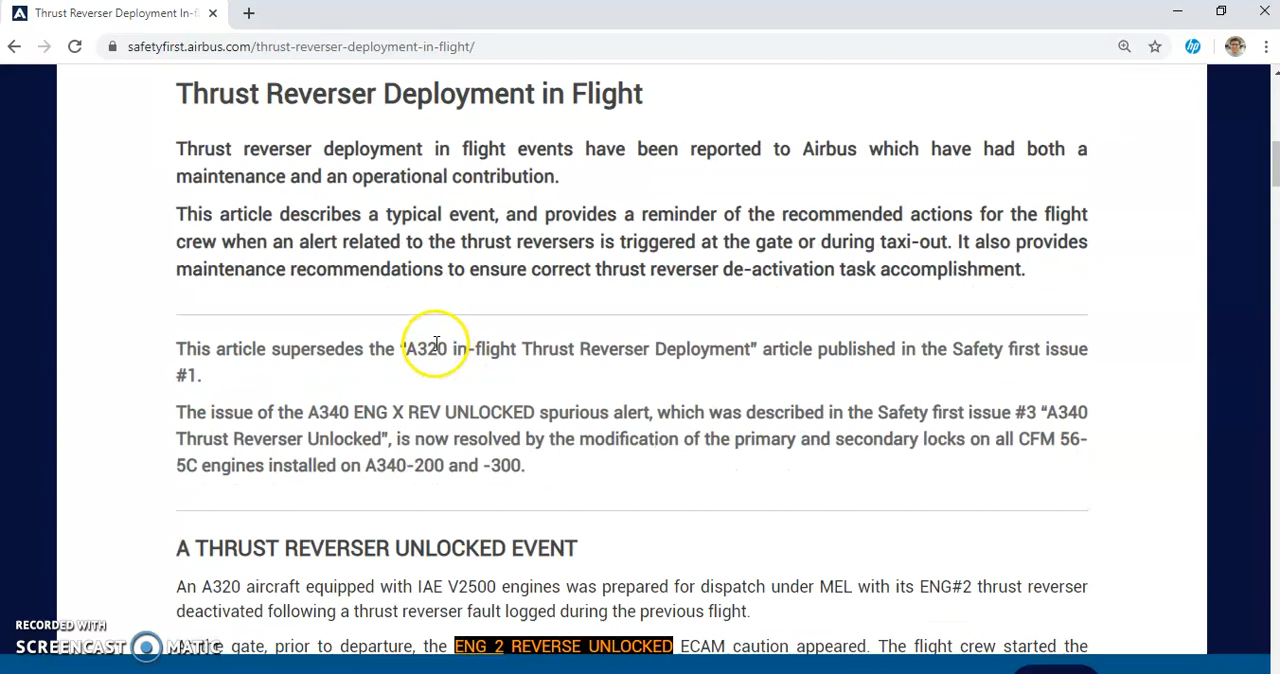 Thrust Reverser Deployment In-fl
safetyfirst.airbus.com/thrust-reverser-deployment-in-flight/
Thrust Reverser Deployment in Flight
Thrust reverser deployment in flight events have been reported to Airbus which have had both a
maintenance and an operational contribution.
This article describes a typical event, and provides a reminder of the recommended actions for the flight
crew when an alert related to the thrust reversers is triggered at the gate or during taxi-out. It also provides
maintenance recommendations to ensure correct thrust reverser de-activation task accomplishment.
This article supersedes the “A320 in-flight Thrust Reverser Deployment” article published in the Safety first issue
#1.
The issue of the A340 ENG X REV UNLOCKED spurious alert, which was described in the Safety first issue #3 “A340
Thrust Reverser Unlocked”, is now resolved by the modification of the primary and secondary locks on all CFM 56-
5C engines installed on A340-200 and -300.
A THRUST REVERSER UNLOCKED EVENT
An A320 aircraft equipped with IAE V2500 engines was prepared for dispatch under MEL with its ENG#2 thrust reverser
deactivated following a thrust reverser fault logged during the previous flight.
gate, prior to departure, the ENG 2 REVERSE UNLOCKED ECAM caution appeared. The flight crew started the
RECORDED WITH
SCREENCAST MATIC
hp